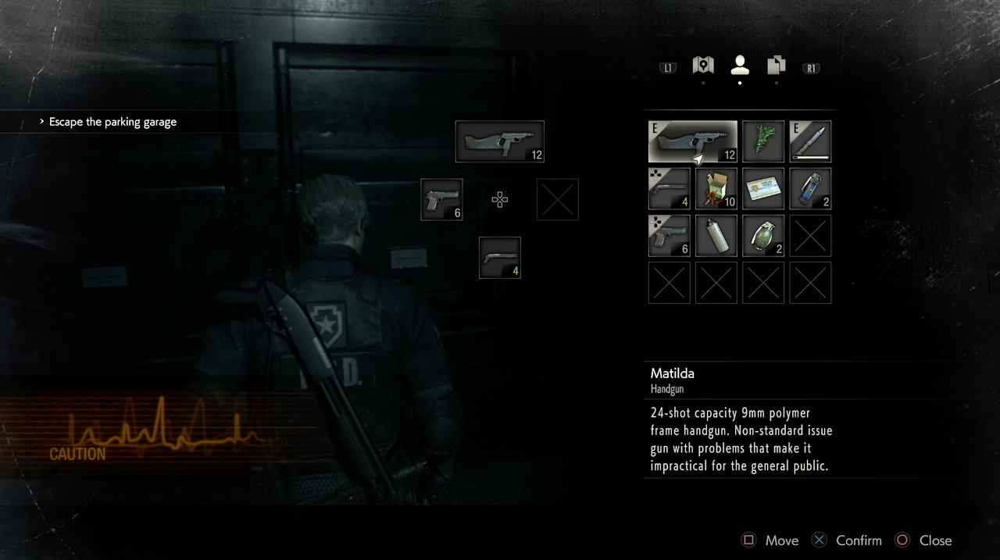 L1
R1
Escape the parking garage
12
E
12
E
6
4
10
2
4
6
2
Matilda
Handgun
24-shot capacity 9mm polymer
frame handgun. Non-standard issue
gun with problems that make it
impractical for the general public.
D.
CAUTION
Move
Confirm
Close